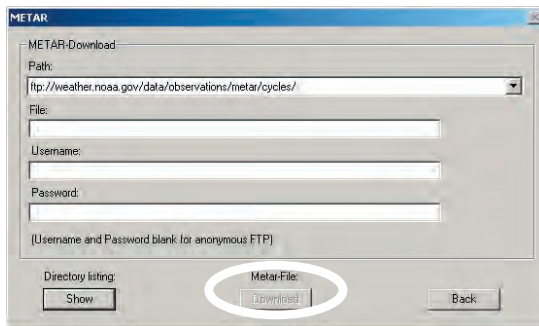 METAR
METAR-Download
Path:
ftp://weather.noaa.gov/data/observations/metar/cycles/
File:
Username:
Password:
(Username and Password blank for anonymous FTP)
Directory listing: Metar-File:
Show Download Back